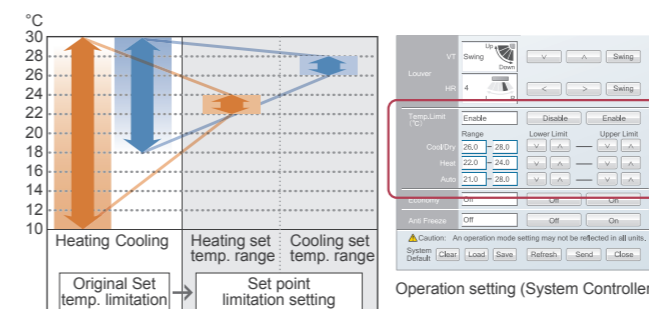 °C
30
28
26
24
22
20
18
16
14
12
10
Heating Cooling
Heating set
temp. range
Cooling set
temp. range
Original Set
temp. limitation
Set point
limitation setting
Louver
VT Swing Up Down Swing
HR 4 L R < > Swing
Temp.Limit
(°C)
Enable Disable Enable
Range Lower Limit Upper Limit
Cool/Dry 26.0 - 28.0
Heat 22.0 - 24.0
Auto 21.0 - 28.0
Economy Off Off On
Anti Freeze Off Off On
Caution: An operation mode setting may not be reflected in all units,
System
Default Clear Load Save Refresh Send Close
Operation setting (System Controller